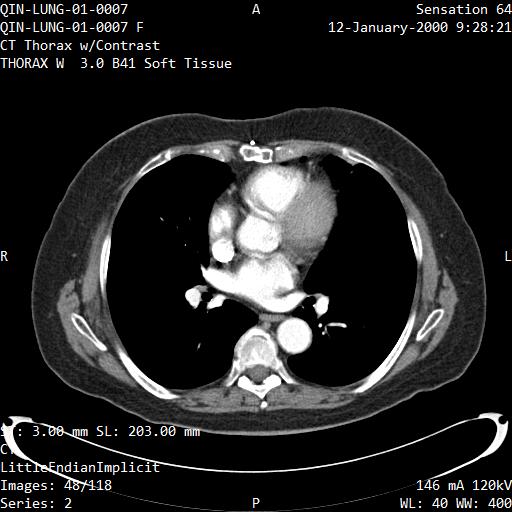 QIN-LUNG-01-0007
A
Sensation 64
QIN-LUNG-01-0007 F
12-January-2000 9:28:21
CT Thorax w/Contrast
THORAX W 3.0 B41 Soft Tissue
R
L
3.00 mm SL: 203.00 mm
LittleEndianImplicit
Images: 48/118
146 mA 120kV
Series: 2
P
WL: 40 WW: 400